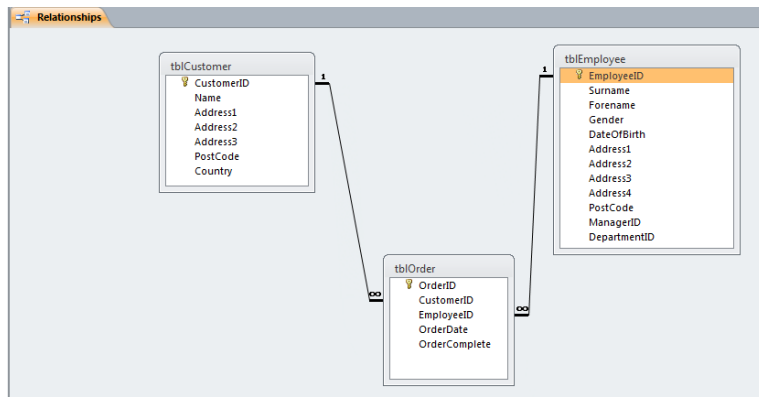 Relationships
tblCustomer
CustomerID
Name
Address1
Address2
Address3
PostCode
Country
1
tblEmployee
EmployeeID
Surname
Forename
Gender
DateOfBirth
Address1
Address2
Address3
Address4
PostCode
ManagerID
DepartmentID
1
tblOrder
OrderID
CustomerID
EmployeeID
OrderDate
OrderComplete
∞
∞